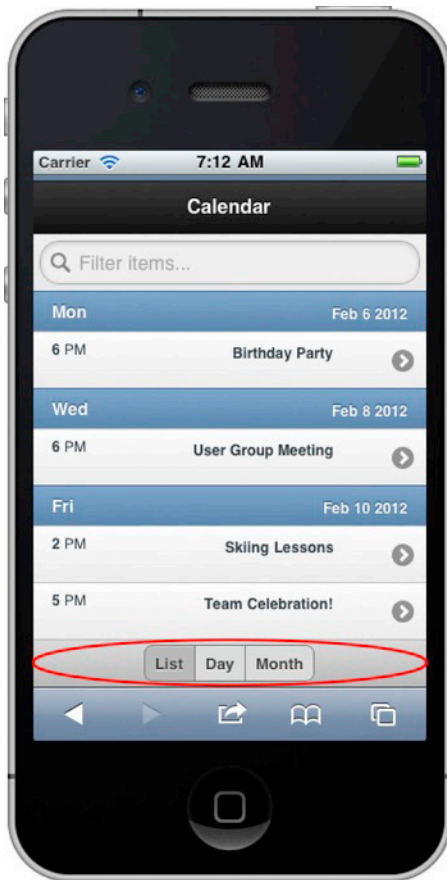 Carrier 7:12 AM
Calendar
Filter items...
Mon Feb 6 2012
6 PM Birthday Party
Wed Feb 8 2012
6 PM User Group Meeting
Fri Feb 10 2012
2 PM Skiing Lessons
5 PM Team Celebration!
List Day Month